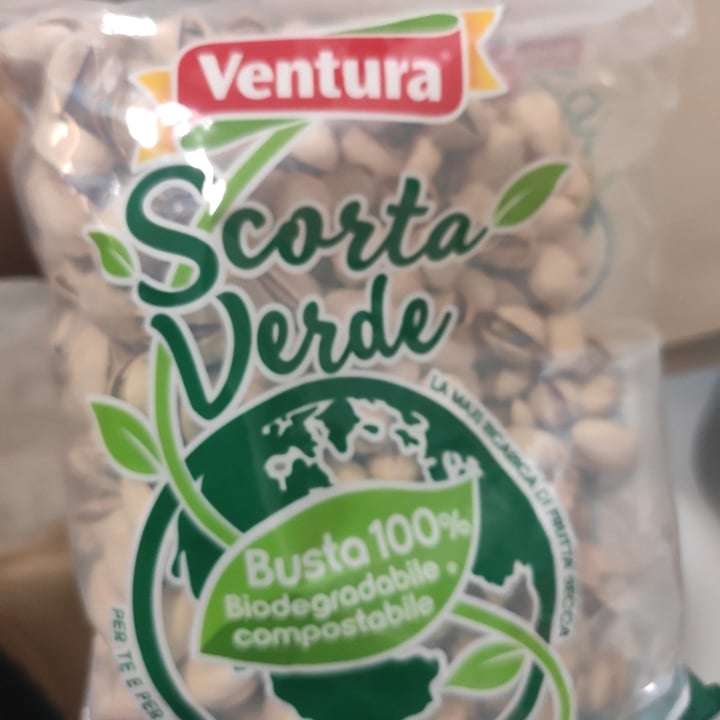 Ventura
Scorta
Verde
LA MAXI RICARICA DI FRUTTA SECCA
Busta 100%
Biodegradabile •
compostabile
PER TE E PER